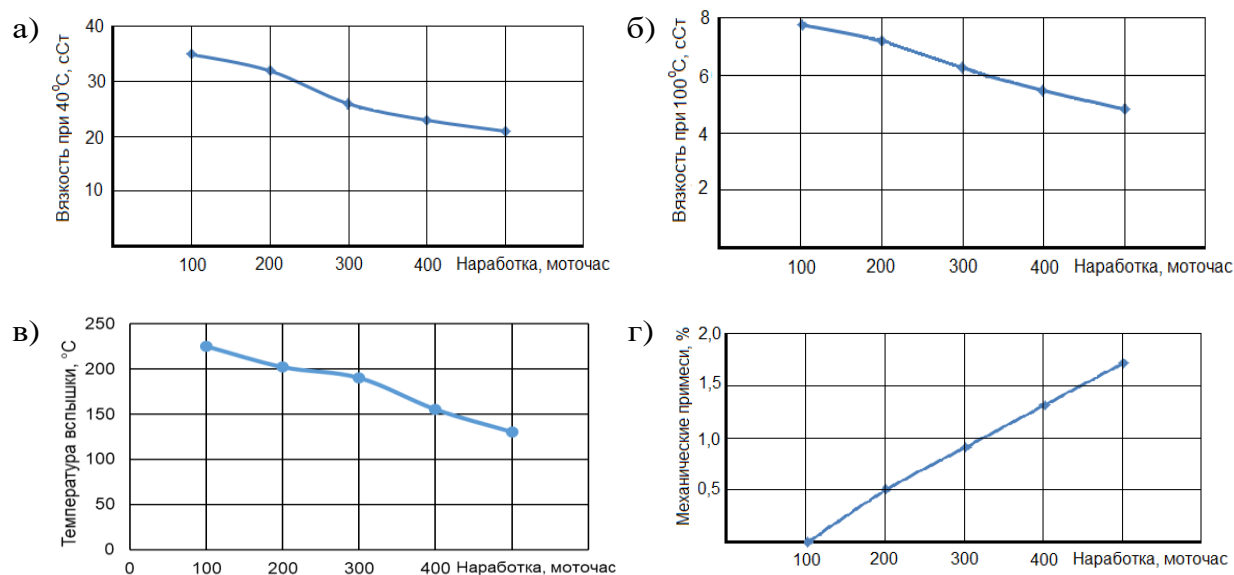 а)
Вязкость при 40⁰С, сСт
40
30
20
10
100 200 300 400 Наработка, моточас
б)
Вязкость при 100⁰С, сСт
8
6
4
2
100 200 300 400 Наработка, моточас
в)
Температура вспышки, °С
250
200
150
100
50
0
0 100 200 300 400 Наработка, моточас
г)
Механические примеси, %
2,0
1,5
1,0
0,5
100 200 300 400 Наработка, моточас